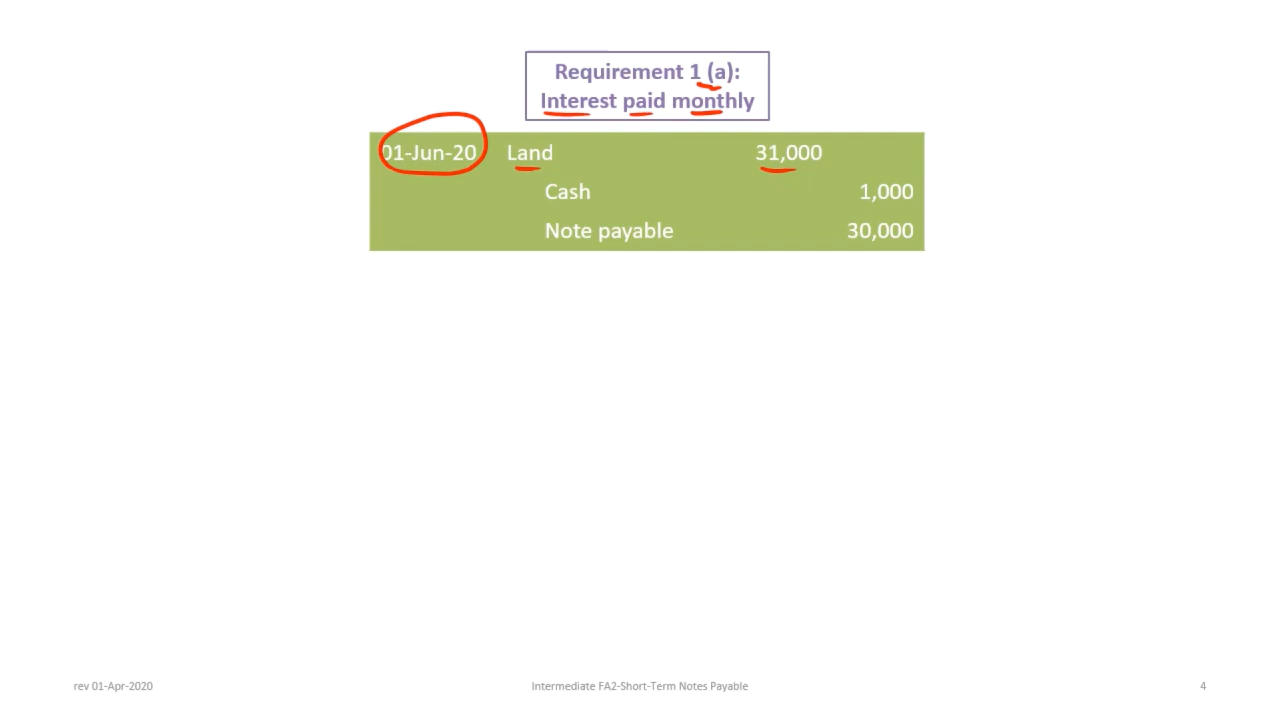 Requirement 1 (a):
Interest paid monthly
01-Jun-20 Land 31,000
Cash 1,000
Note payable 30,000
rev 01-Apr-2020 Intermediate FA2-Short-Term Notes Payable 4